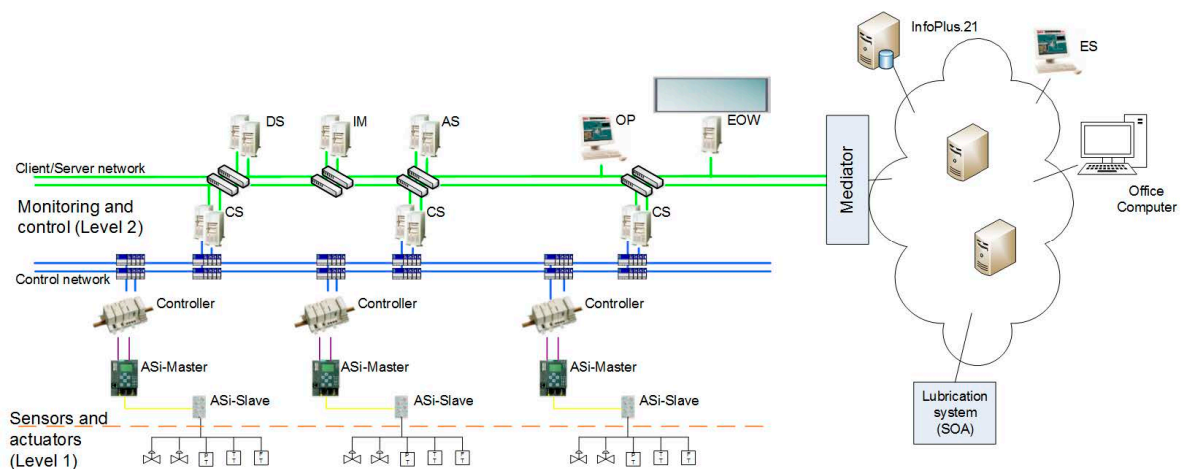 InfoPlus.21
ES
DS
IM
AS
OP
EOW
Client/Server network
Mediator
Office
Computer
Monitoring and
control (Level 2)
CS
CS
CS
Control network
Controller
Controller
Controller
ASi-Master
ASi-Master
ASi-Master
ASi-Slave
ASi-Slave
ASi-Slave
Lubrication
system
(SOA)
Sensors and
actuators
(Level 1)
P T
T T
F T
P T
T T
F T
P T
T T
F T